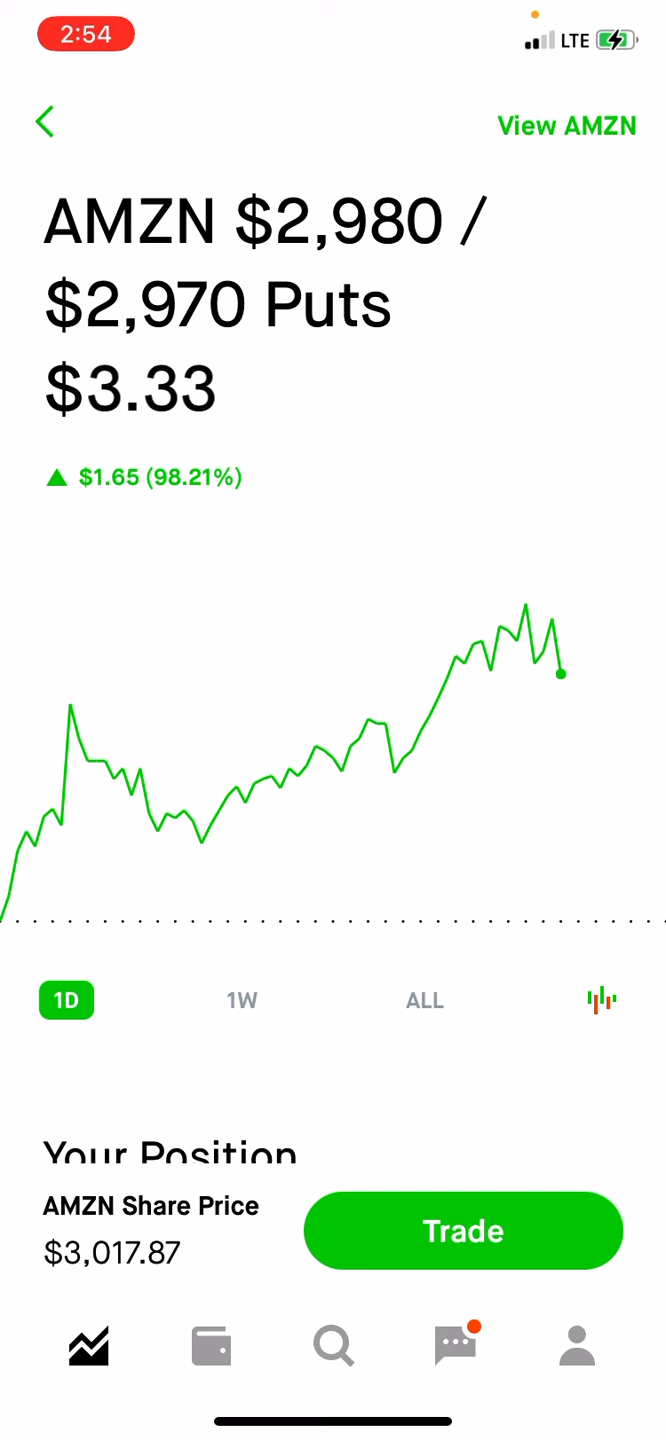 2:54
LTE
View AMZN
AMZN $2,980 /
$2,970 Puts
$3.33
▲ $1.65 (98.21%)
1D
1W
ALL
Your Position
AMZN Share Price
$3,017.87
Trade